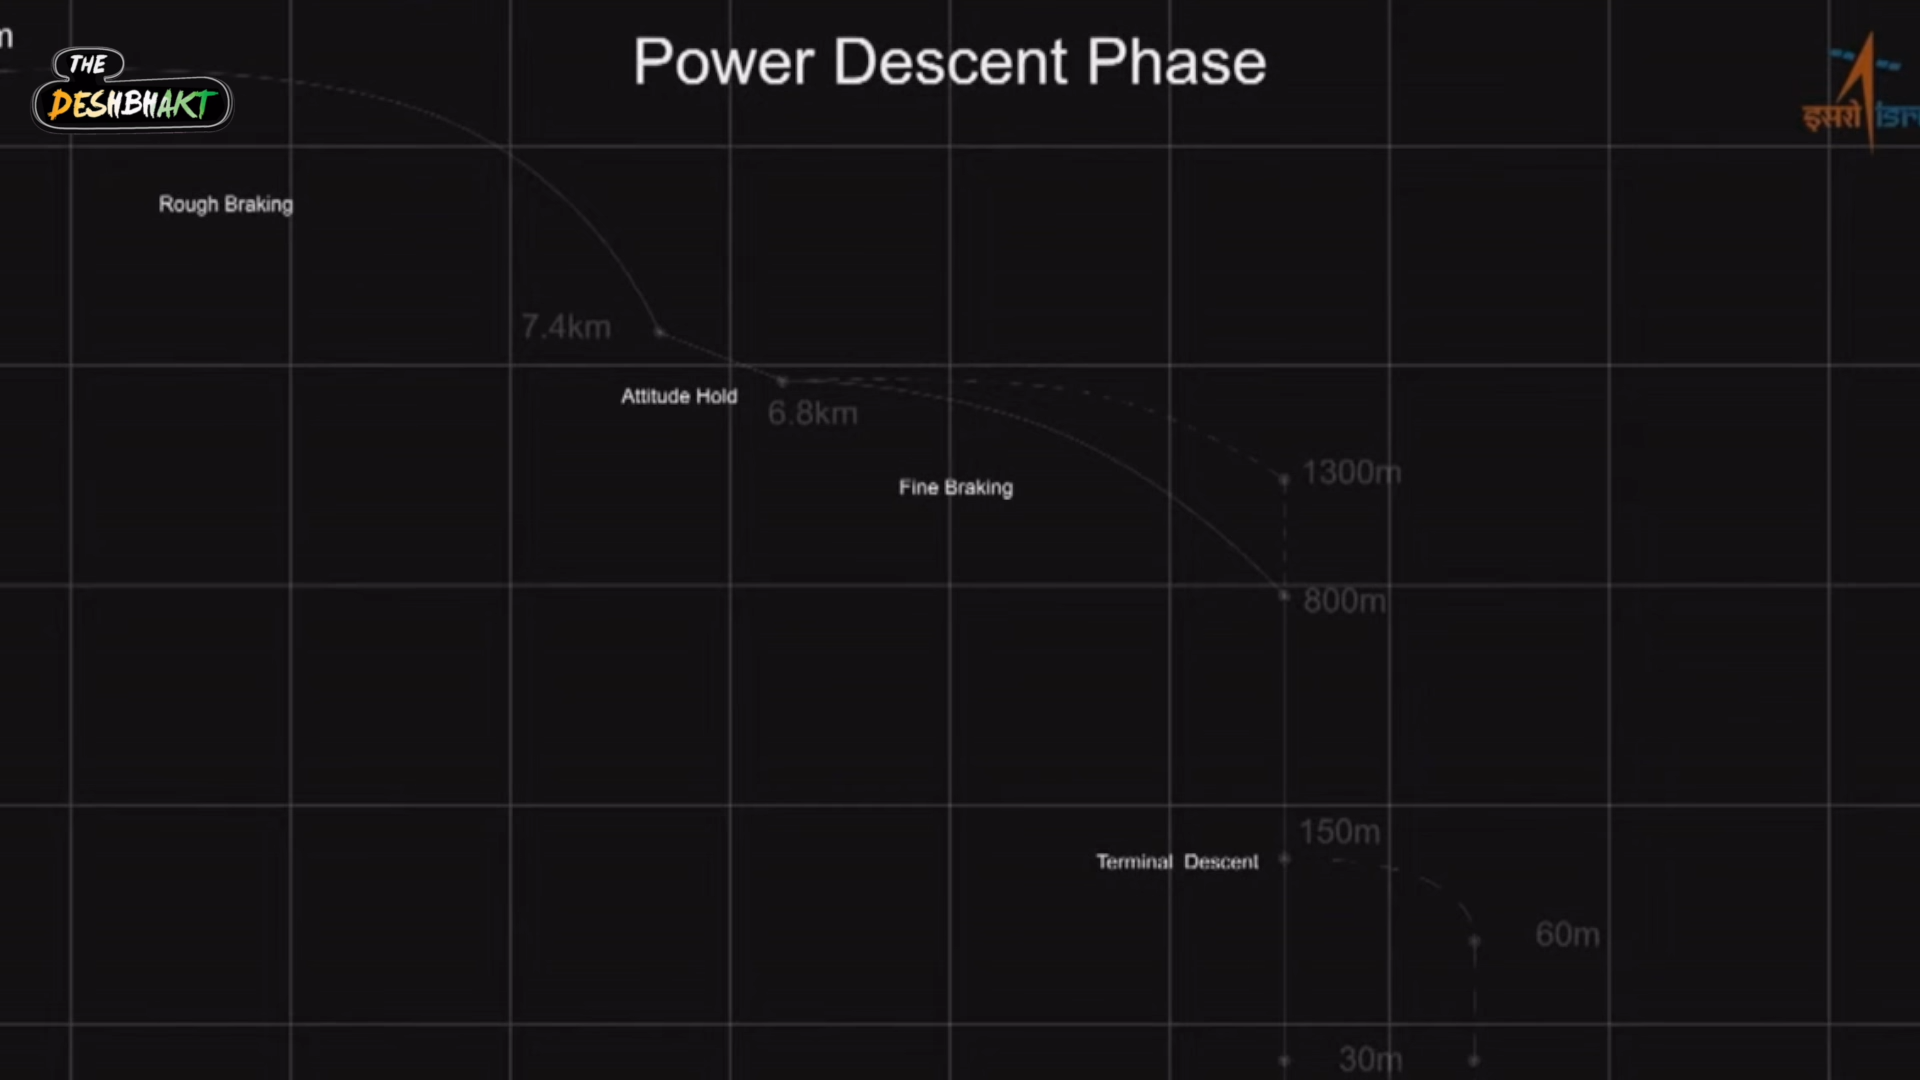 Power Descent Phase
THE
DESHBHAKT
इसरो
Rough Braking
7.4km
Attitude Hold
6.8km
1300m
Fine Braking
800m
150m
Terminal Descent
60m
30m